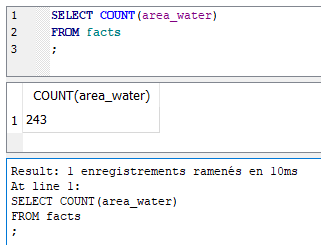 1 SELECT COUNT(area_water)
2 FROM facts
3 ;
COUNT(area_water)
1 243
Result: 1 enregistrements ramenés en 10ms
At line 1:
SELECT COUNT(area_water)
FROM facts
;